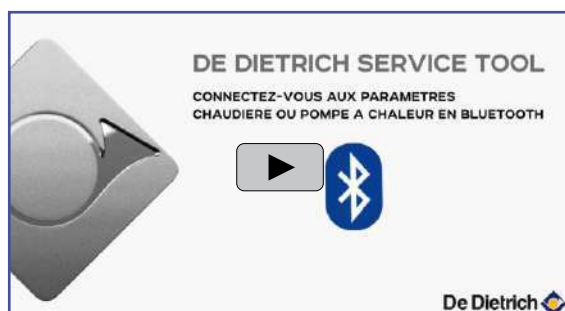 DE DIETRICH SERVICE TOOL
CONNECTEZ-VOUS AUX PARAMETRES
CHAUDIERE OU POMPE A CHALEUR EN BLUETOOTH
De Dietrich